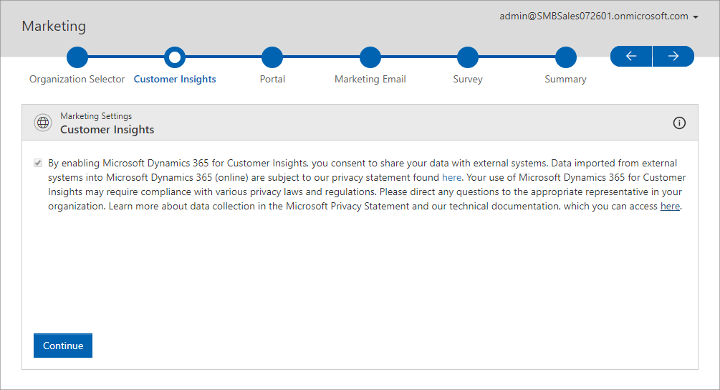 admin@SMBSales072601.onmicrosoft.com
Marketing
Organization Selector Customer Insights Portal Marketing Email Survey Summary
Marketing Settings
Customer Insights
By enabling Microsoft Dynamics 365 for Customer Insights, you consent to share your data with external systems. Data imported from external
systems into Microsoft Dynamics 365 (online) are subject to our privacy statement found here. Your use of Microsoft Dynamics 365 for Customer
Insights may require compliance with various privacy laws and regulations. Please direct any questions to the appropriate representative in your
organization. Learn more about data collection in the Microsoft Privacy Statement and our technical documentation, which you can access here.
Continue